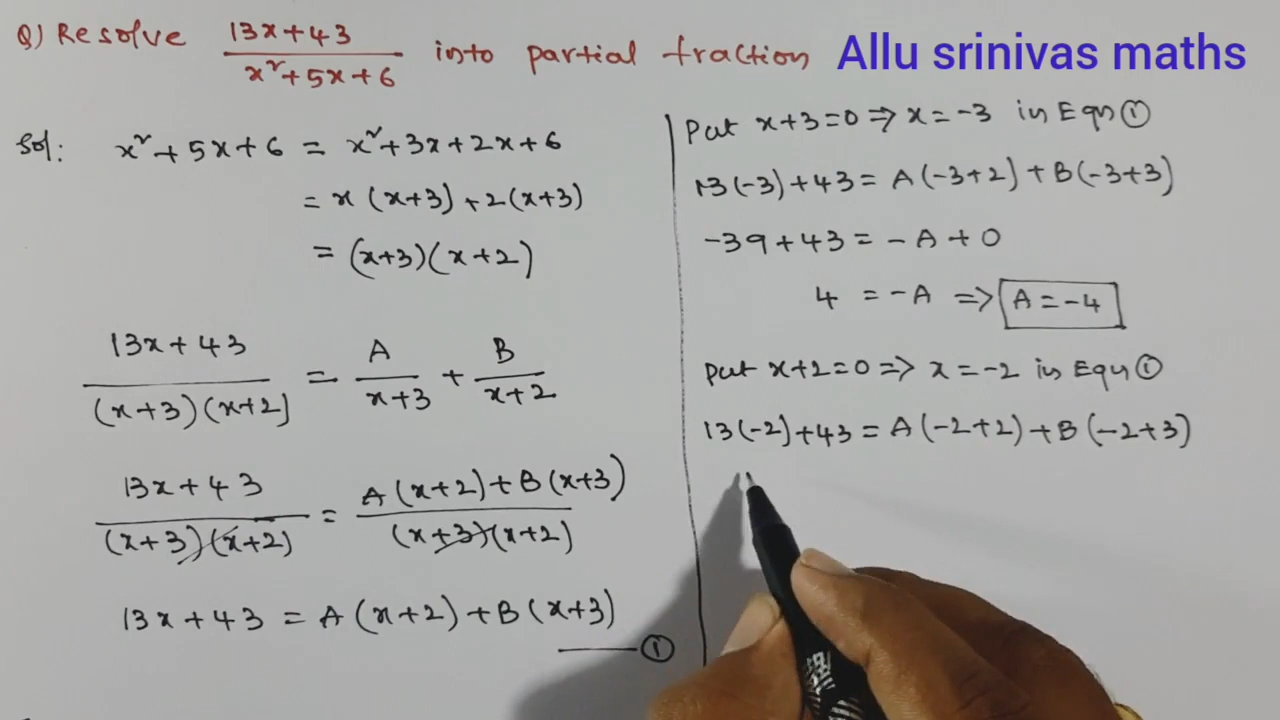 Q) Resolve 13x+43 / x²+5x+6 into partial fraction
Allu srinivas maths
Sol: x²+5x+6 = x²+3x+2x+6
= x(x+3)+2(x+3)
= (x+3)(x+2)
13x+43 / (x+3)(x+2) = A / x+3 + B / x+2
13x+43 / (x+3)(x+2) = A(x+2)+B(x+3) / (x+3)(x+2)
13x+43 = A(x+2)+B(x+3)
——— ①
Put x+3=0 ⇒ x=-3 in Eqn ①
13(-3)+43 = A(-3+2)+B(-3+3)
-39+43 = -A+0
4 = -A ⇒ A=-4
put x+2=0 ⇒ x=-2 in Eqn ①
13(-2)+43 = A(-2+2)+B(-2+3)